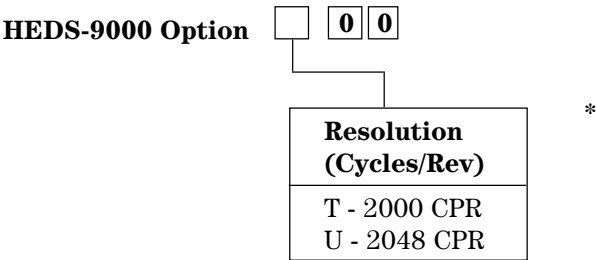 HEDS-9000 Option 0 0
*
Resolution
(Cycles/Rev)
T - 2000 CPR
U - 2048 CPR